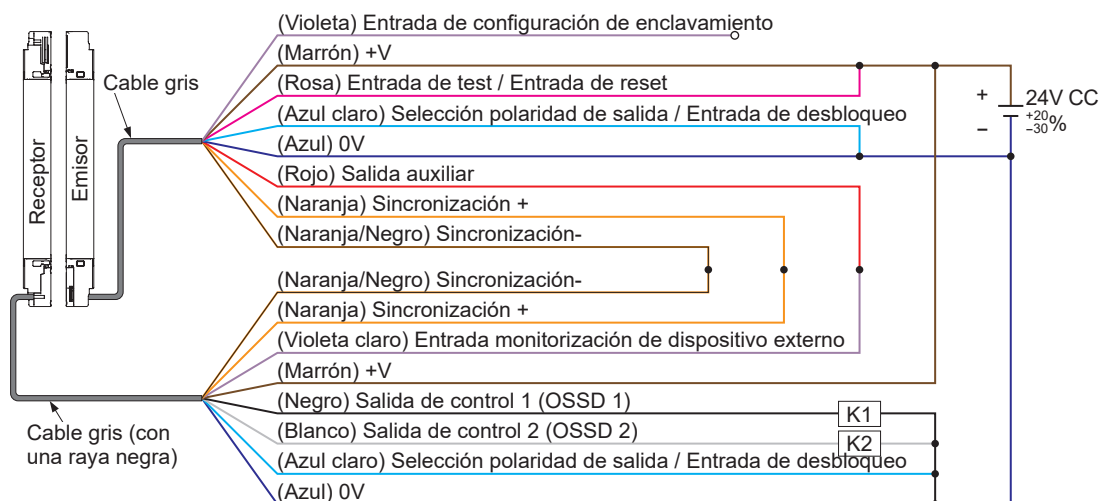 (Violeta) Entrada de configuración de enclavamiento
(Marrón) +V
(Rosa) Entrada de test / Entrada de reset
(Azul claro) Selección polaridad de salida / Entrada de desbloqueo
(Azul) 0V
(Rojo) Salida auxiliar
(Naranja) Sincronización +
(Naranja/Negro) Sincronización-
Cable gris
Receptor
Emisor
+
−
24V CC
+20
−30%
(Naranja/Negro) Sincronización-
(Naranja) Sincronización +
(Violeta claro) Entrada monitorización de dispositivo externo
(Marrón) +V
(Negro) Salida de control 1 (OSSD 1)
K1
(Blanco) Salida de control 2 (OSSD 2)
K2
(Azul claro) Selección polaridad de salida / Entrada de desbloqueo
(Azul) 0V
Cable gris (con
una raya negra)